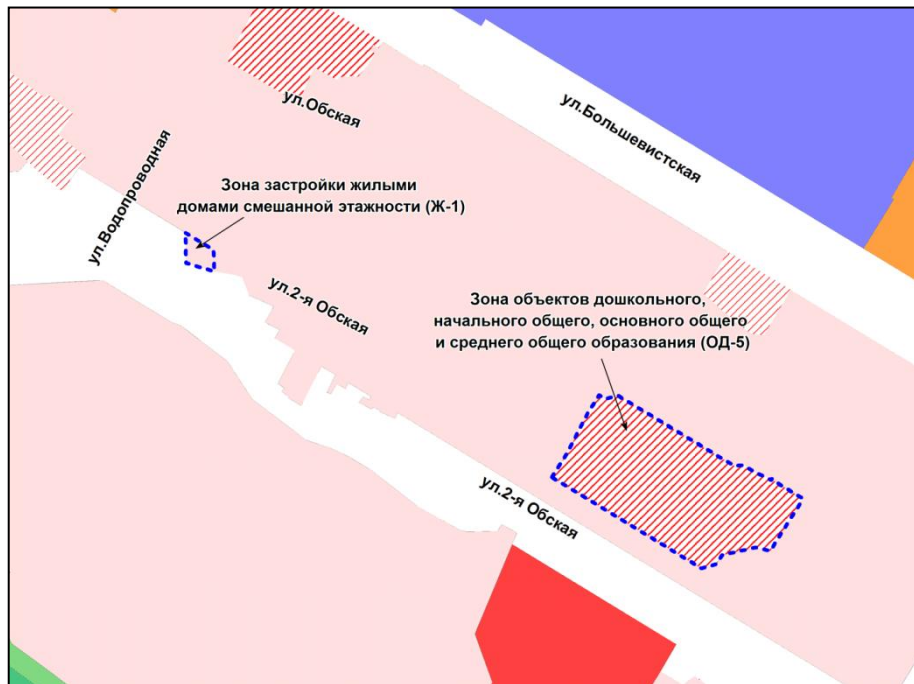 ул.Обская
ул.Большевистская
ул.Водопроводная
Зона застройки жилыми
домами смешанной этажности (Ж-1)
ул.2-я Обская
Зона объектов дошкольного,
начального общего, основного общего
и среднего общего образования (ОД-5)
ул.2-я Обская